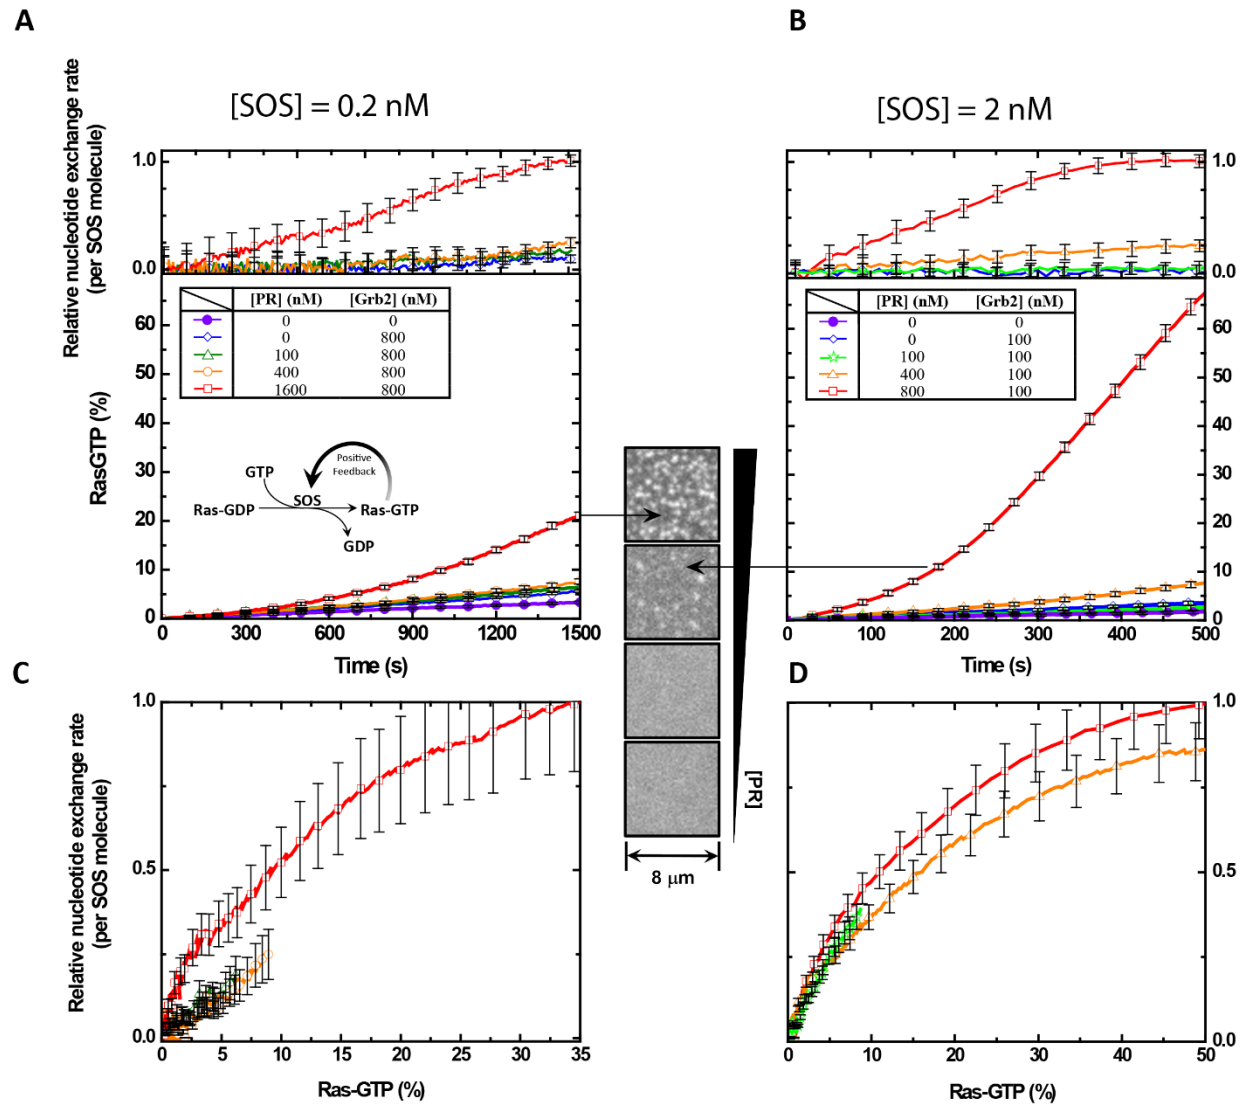 A
B
[SOS] = 0.2 nM
[SOS] = 2 nM
Relative nucleotide exchange rate
(per SOS molecule)
1.0
0.0
1.0
0.0
[PR] (nM) [Grb2] (nM)
0 0
0 800
100 800
400 800
1600 800
[PR] (nM) [Grb2] (nM)
0 0
0 100
100 100
400 100
800 100
RasGTP (%)
60
50
40
30
20
10
0
60
50
40
30
20
10
0
Positive
Feedback
GTP
SOS
Ras-GDP
Ras-GTP
GDP
0 300 600 900 1200 1500
Time (s)
0 100 200 300 400 500
Time (s)
C
D
Relative nucleotide exchange rate
(per SOS molecule)
1.0
0.5
0.0
0 5 10 15 20 25 30 35
Ras-GTP (%)
[PR]
8 μm
1.0
0.5
0.0
0 10 20 30 40 50
Ras-GTP (%)